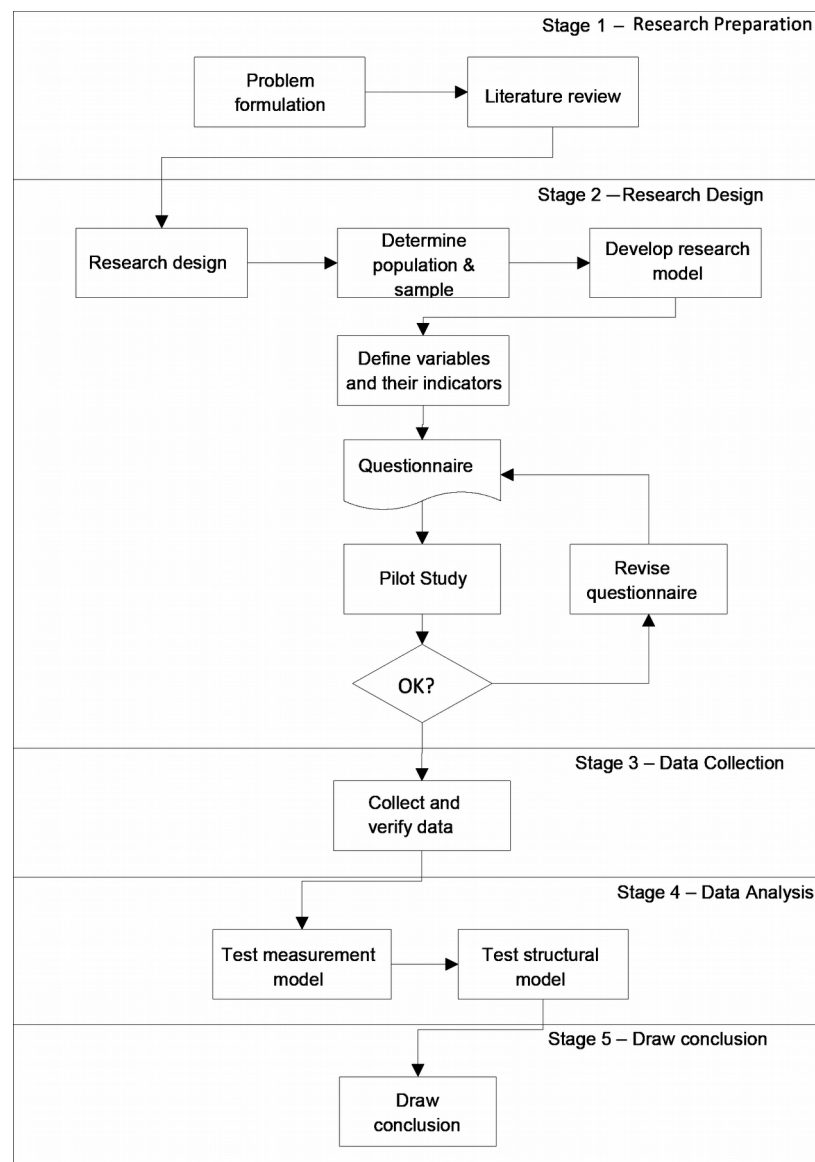 Stage 1 – Research Preparation
Problem
formulation
Literature review
Stage 2 –Research Design
Research design
Determine
population &
sample
Develop research
model
Define variables
and their indicators
Questionnaire
Pilot Study
Revise
questionnaire
OK?
Stage 3 – Data Collection
Collect and
verify data
Stage 4 – Data Analysis
Test measurement
model
Test structural
model
Stage 5 – Draw conclusion
Draw
conclusion